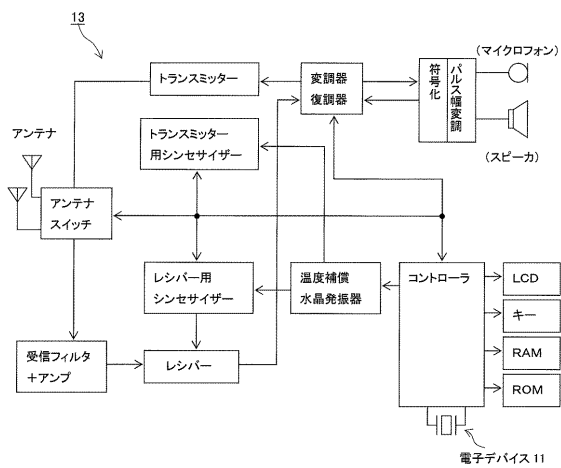 13
トランスミッター
変調器
復調器
符号化
パルス幅変調
(マイクロフォン)
(スピーカ)
アンテナ
トランスミッター
用シンセサイザー
アンテナ
スイッチ
レシバー用
シンセサイザー
温度補償
水晶発振器
コントローラ
LCD
キー
RAM
ROM
受信フィルタ
+アンプ
レシバー
電子デバイス 11